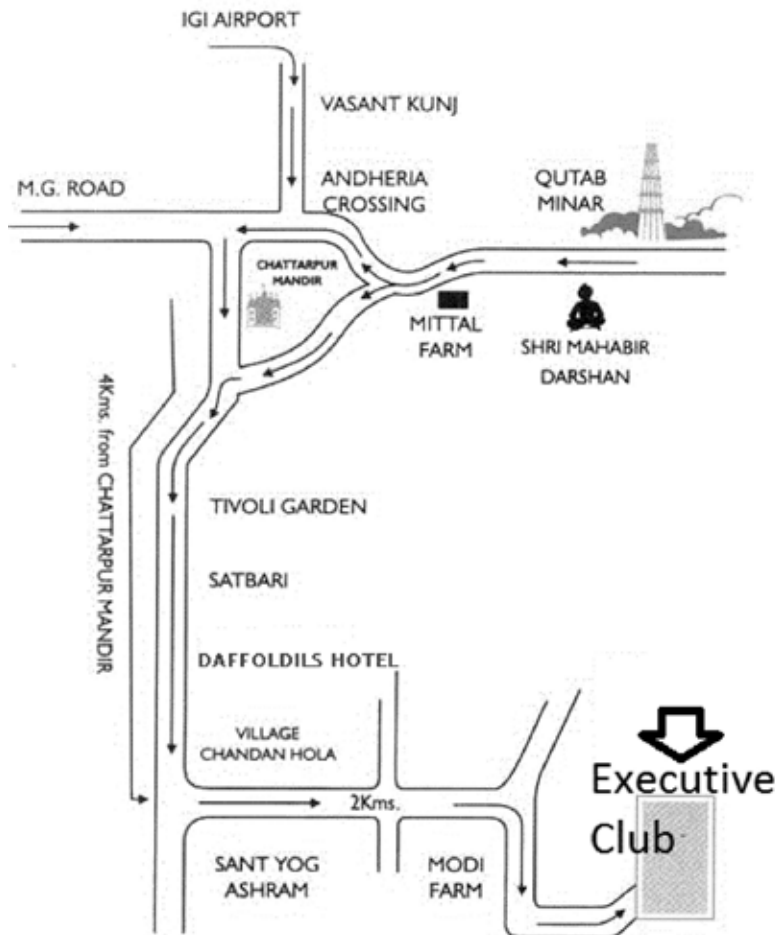 IGI AIRPORT
VASANT KUNJ
M.G. ROAD
ANDHERIA
CROSSING
QUTAB
MINAR
CHATTARPUR
MANDIR
MITTAL
FARM
SHRI MAHABIR
DARSHAN
4Kms. from CHATTARPUR MANDIR
TIVOLI GARDEN
SATBARI
DAFFOLDILS HOTEL
VILLAGE
CHANDAN HOLA
2Kms.
Executive
Club
SANT YOG
ASHRAM
MODI
FARM